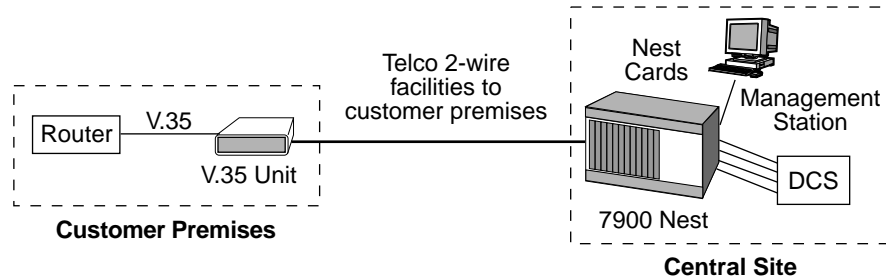 Telco 2-wire
facilities to
customer premises
Nest
Cards
Management
Station
Router
V.35
V.35 Unit
DCS
7900 Nest
Customer Premises
Central Site